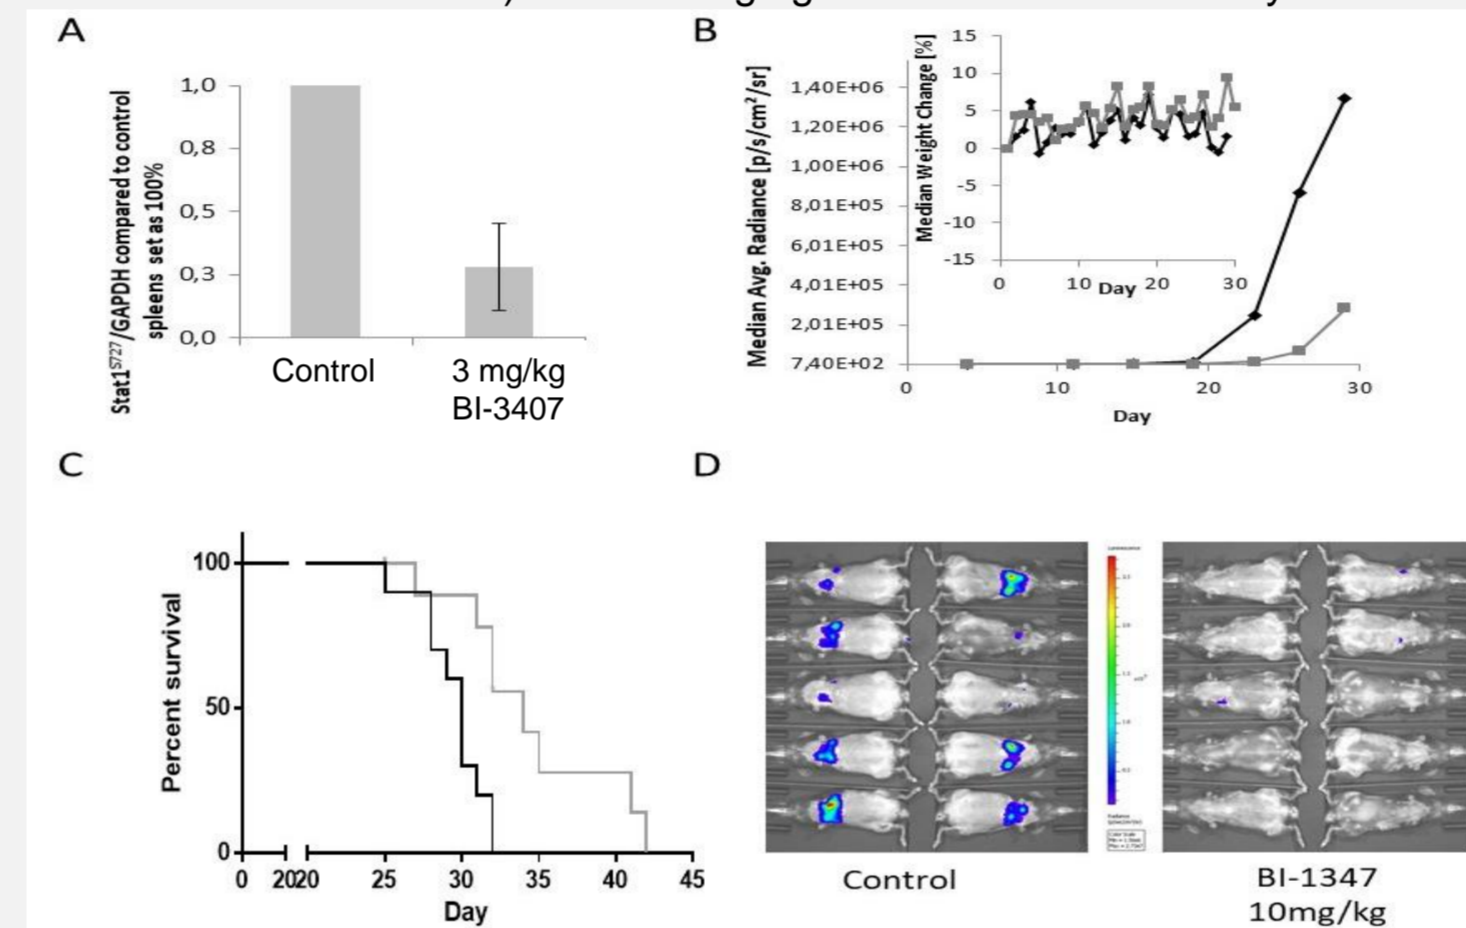 A
Stat1S727/GAPDH compared to control
spleens set as 100%
1,0
0,8
0,5
0,3
0,0
Control
3 mg/kg
BI-3407
B
Median Avg. Radiance [p/s/cm2/sr]
1,40E+06
1,20E+06
1,00E+06
8,01E+05
6,01E+05
4,01E+05
2,01E+05
7,40E+02
0 10 20 30
Day
Median Weight Change [%]
15
10
5
0
-5
-10
-15
0 10 20 30
Day
C
Percent survival
100
50
0
0 20 20 25 30 35 40 45
Day
D
Control
BI-1347
10mg/kg